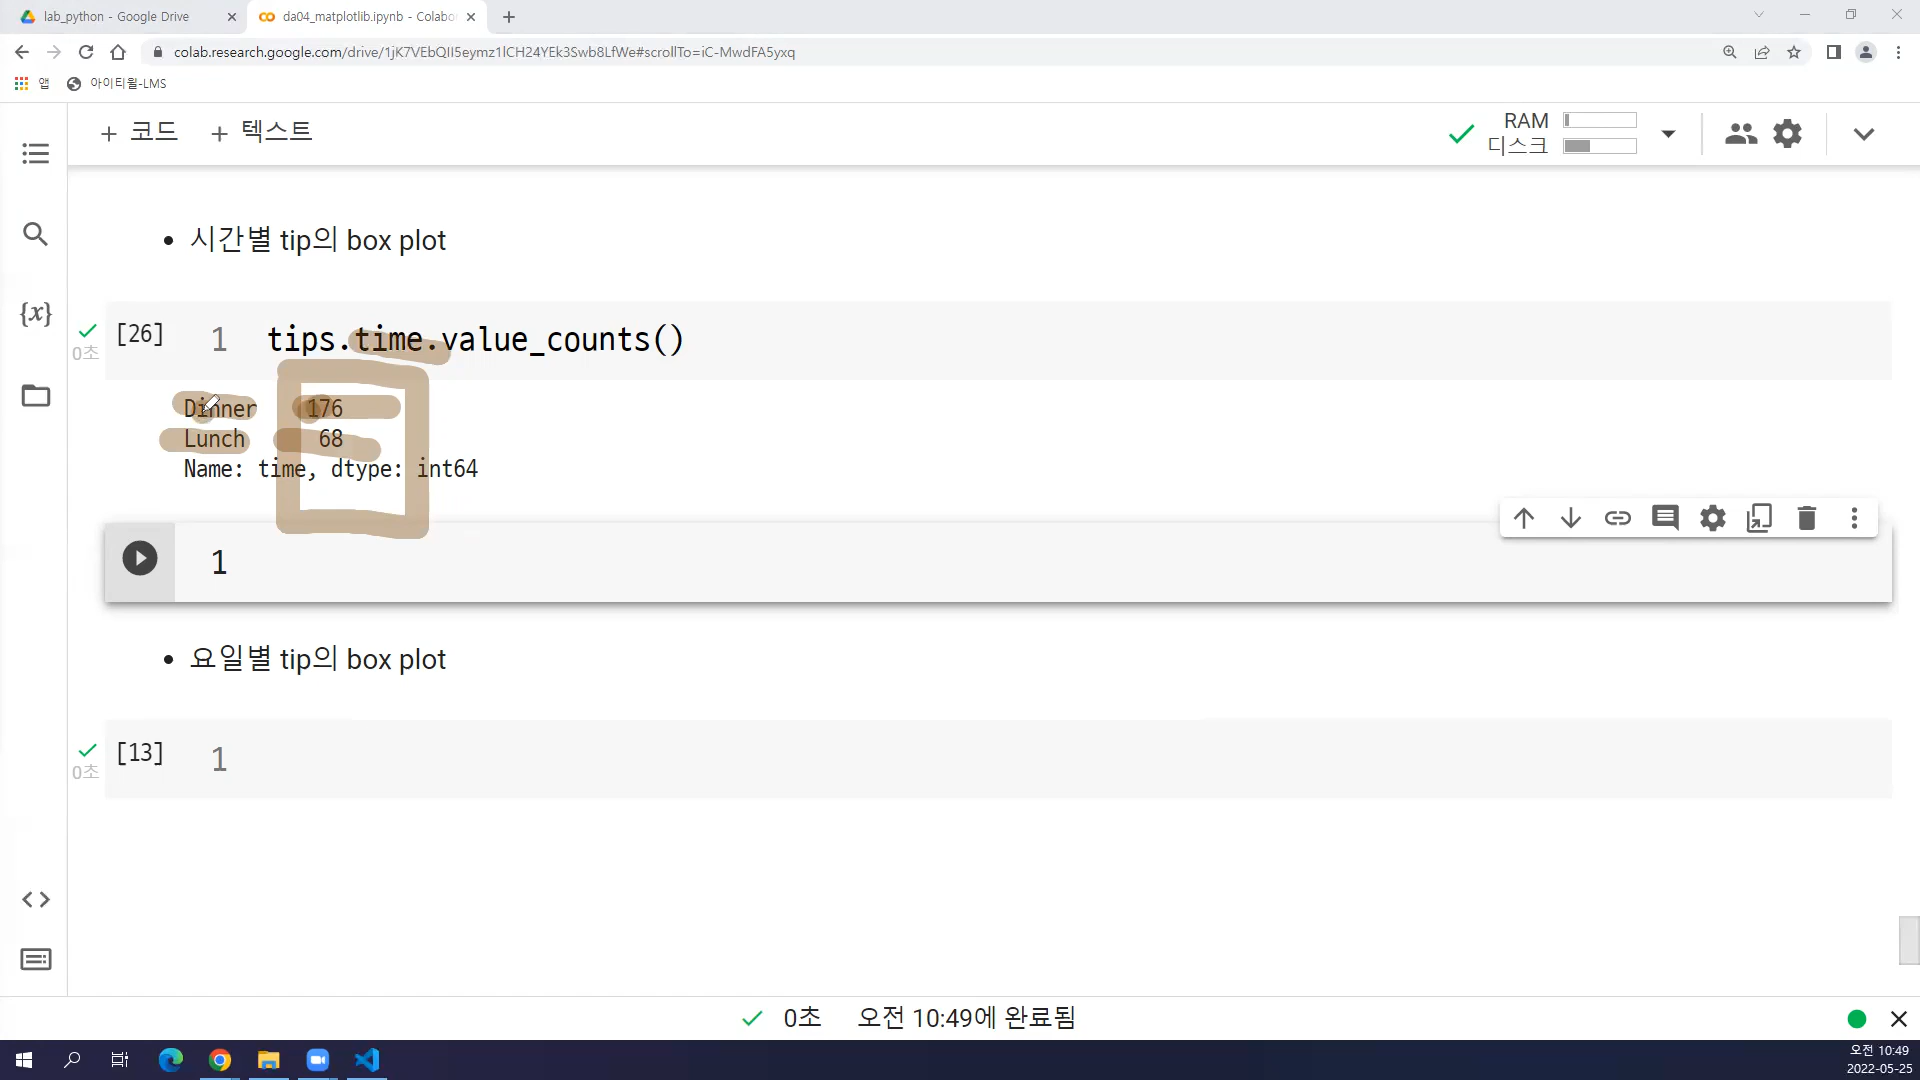 lab_python - Google Drive
da04_matplotlib.ipynb - Colabo
colab.research.google.com/drive/1jK7VEbQII5eymz1lCH24YEk3Swb8LfWe#scrollTo=iC-MwdFA5yxq
앱
아이티윌-LMS
+ 코드 + 텍스트
RAM
디스크
시간별 tip의 box plot
[26] 1 tips.time.value_counts()
0초
Dinner 176
Lunch 68
Name: time, dtype: int64
1
요일별 tip의 box plot
[13] 1
0초
0초 오전 10:49에 완료됨
오전 10:49
2022-05-25